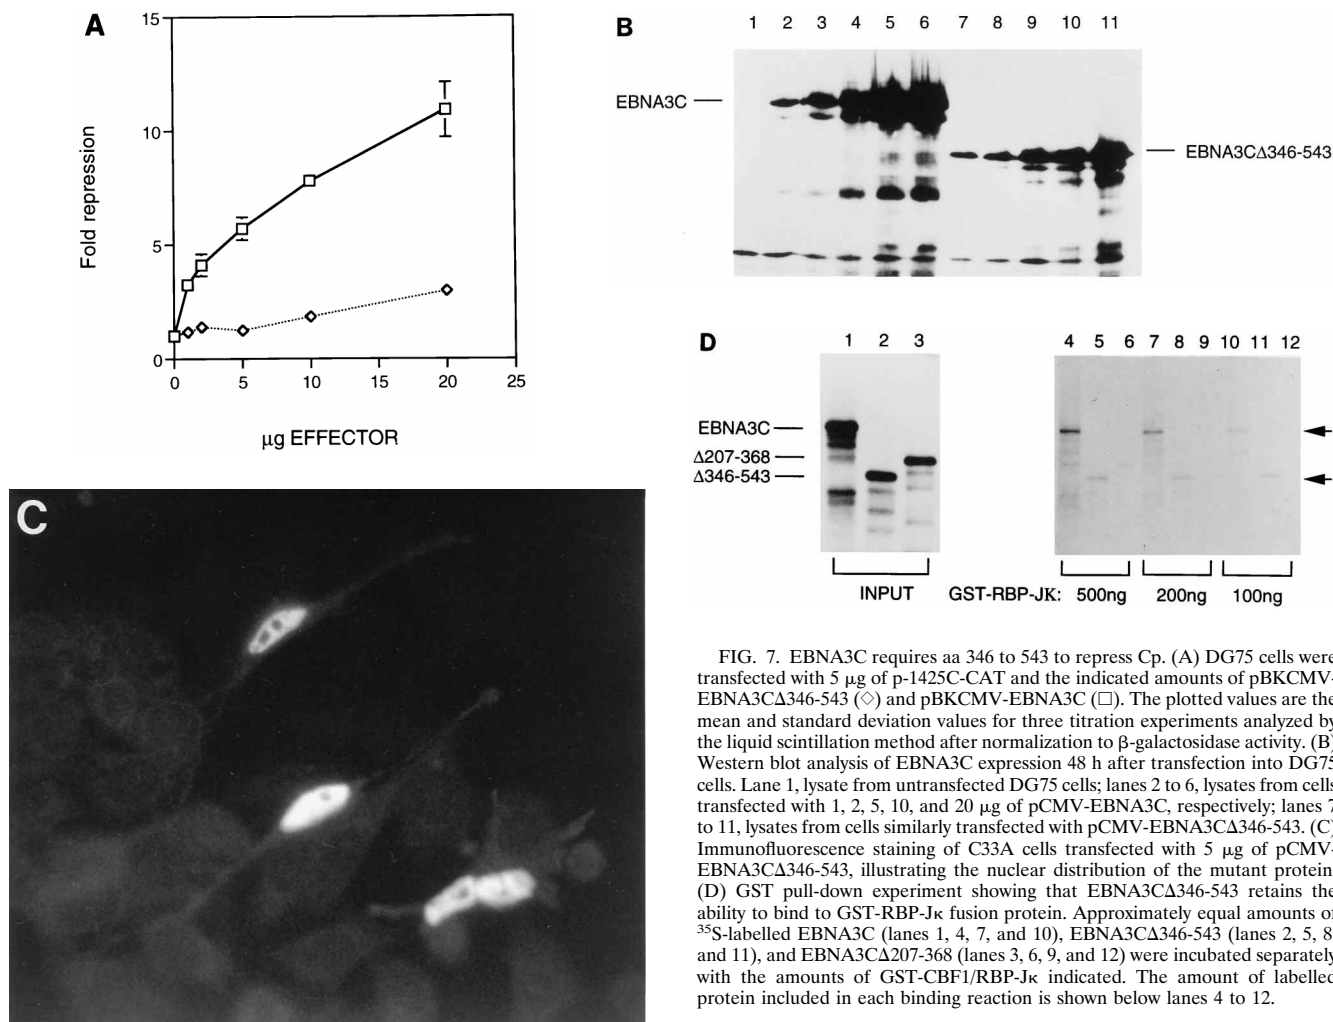 A
15
10
5
0
Fold repression
0 5 10 15 20 25
μg EFFECTOR
B
1 2 3 4 5 6 7 8 9 10 11
EBNA3C
EBNA3CΔ346-543
C
D
1 2 3
4 5 6 7 8 9 10 11 12
EBNA3C
Δ207-368
Δ346-543
INPUT
GST-RBP-JK: 500ng 200ng 100ng
FIG. 7. EBNA3C requires aa 346 to 543 to repress Cp. (A) DG75 cells were
transfected with 5 μg of p-1425C-CAT and the indicated amounts of pBKCMV-
EBNA3CΔ346-543 (◇) and pBKCMV-EBNA3C (□). The plotted values are the
mean and standard deviation values for three titration experiments analyzed by
the liquid scintillation method after normalization to β-galactosidase activity. (B)
Western blot analysis of EBNA3C expression 48 h after transfection into DG75
cells. Lane 1, lysate from untransfected DG75 cells; lanes 2 to 6, lysates from cells
transfected with 1, 2, 5, 10, and 20 μg of pCMV-EBNA3C, respectively; lanes 7
to 11, lysates from cells similarly transfected with pCMV-EBNA3CΔ346-543. (C)
Immunofluorescence staining of C33A cells transfected with 5 μg of pCMV-
EBNA3CΔ346-543, illustrating the nuclear distribution of the mutant protein.
(D) GST pull-down experiment showing that EBNA3CΔ346-543 retains the
ability to bind to GST-RBP-Jκ fusion protein. Approximately equal amounts of
³⁵S-labelled EBNA3C (lanes 1, 4, 7, and 10), EBNA3CΔ346-543 (lanes 2, 5, 8,
and 11), and EBNA3CΔ207-368 (lanes 3, 6, 9, and 12) were incubated separately
with the amounts of GST-CBF1/RBP-Jκ indicated. The amount of labelled
protein included in each binding reaction is shown below lanes 4 to 12.